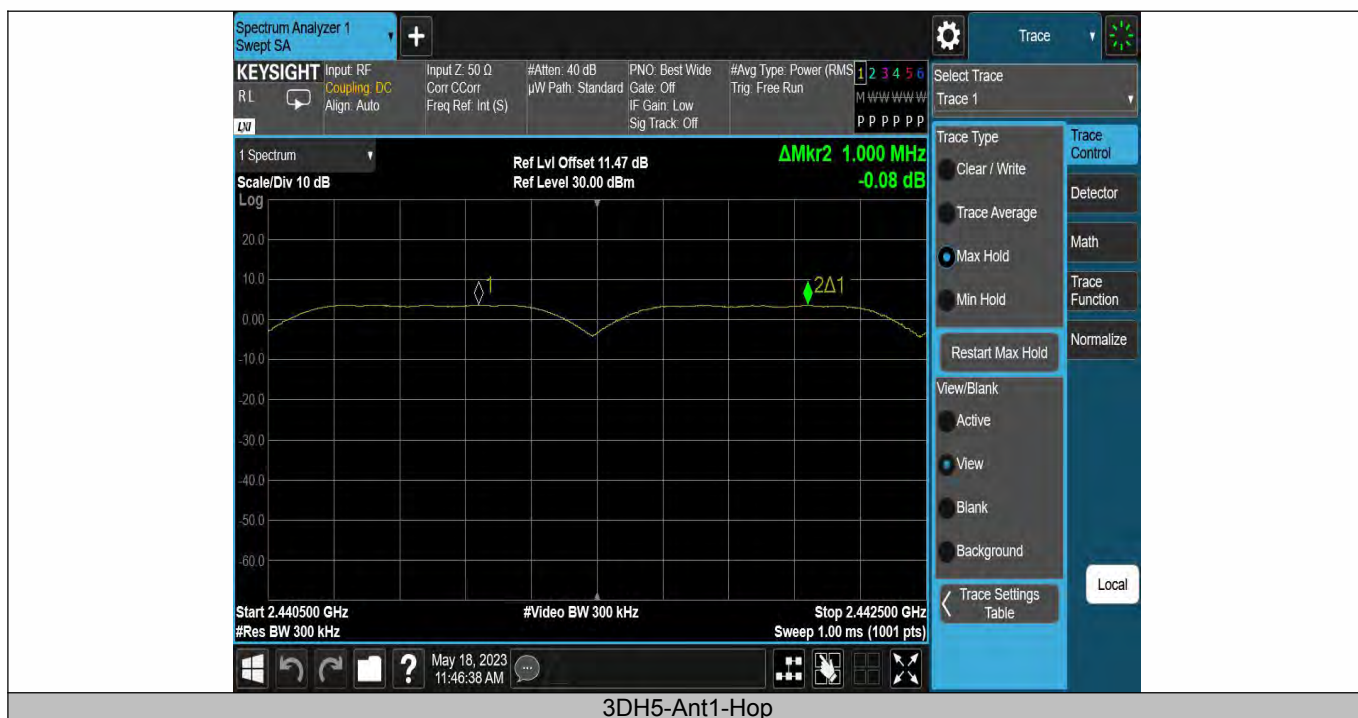 Spectrum Analyzer 1
Swept SA
Trace
KEYSIGHT
R L
LXI
Input: RF
Coupling: DC
Align: Auto
Input Z: 50 Ω
Corr CCorr
Freq Ref: Int (S)
#Atten: 40 dB
µW Path: Standard
PNO: Best Wide
Gate: Off
IF Gain: Low
Sig Track: Off
#Avg Type: Power (RMS
Trig: Free Run
1 2 3 4 5 6
M W W W W W
P P P P P P
Select Trace
Trace 1
1 Spectrum
Scale/Div 10 dB
Log
Ref Lvl Offset 11.47 dB
Ref Level 30.00 dBm
ΔMkr2 1.000 MHz
-0.08 dB
20.0
10.0
0.00
-10.0
-20.0
-30.0
-40.0
-50.0
-60.0
1
2Δ1
Start 2.440500 GHz
#Res BW 300 kHz
#Video BW 300 kHz
Stop 2.442500 GHz
Sweep 1.00 ms (1001 pts)
Trace Type
Clear / Write
Trace Average
Max Hold
Min Hold
Restart Max Hold
View/Blank
Active
View
Blank
Background
Trace Settings
Table
Trace
Control
Detector
Math
Trace
Function
Normalize
Local
?
May 18, 2023
11:46:38 AM
3DH5-Ant1-Hop